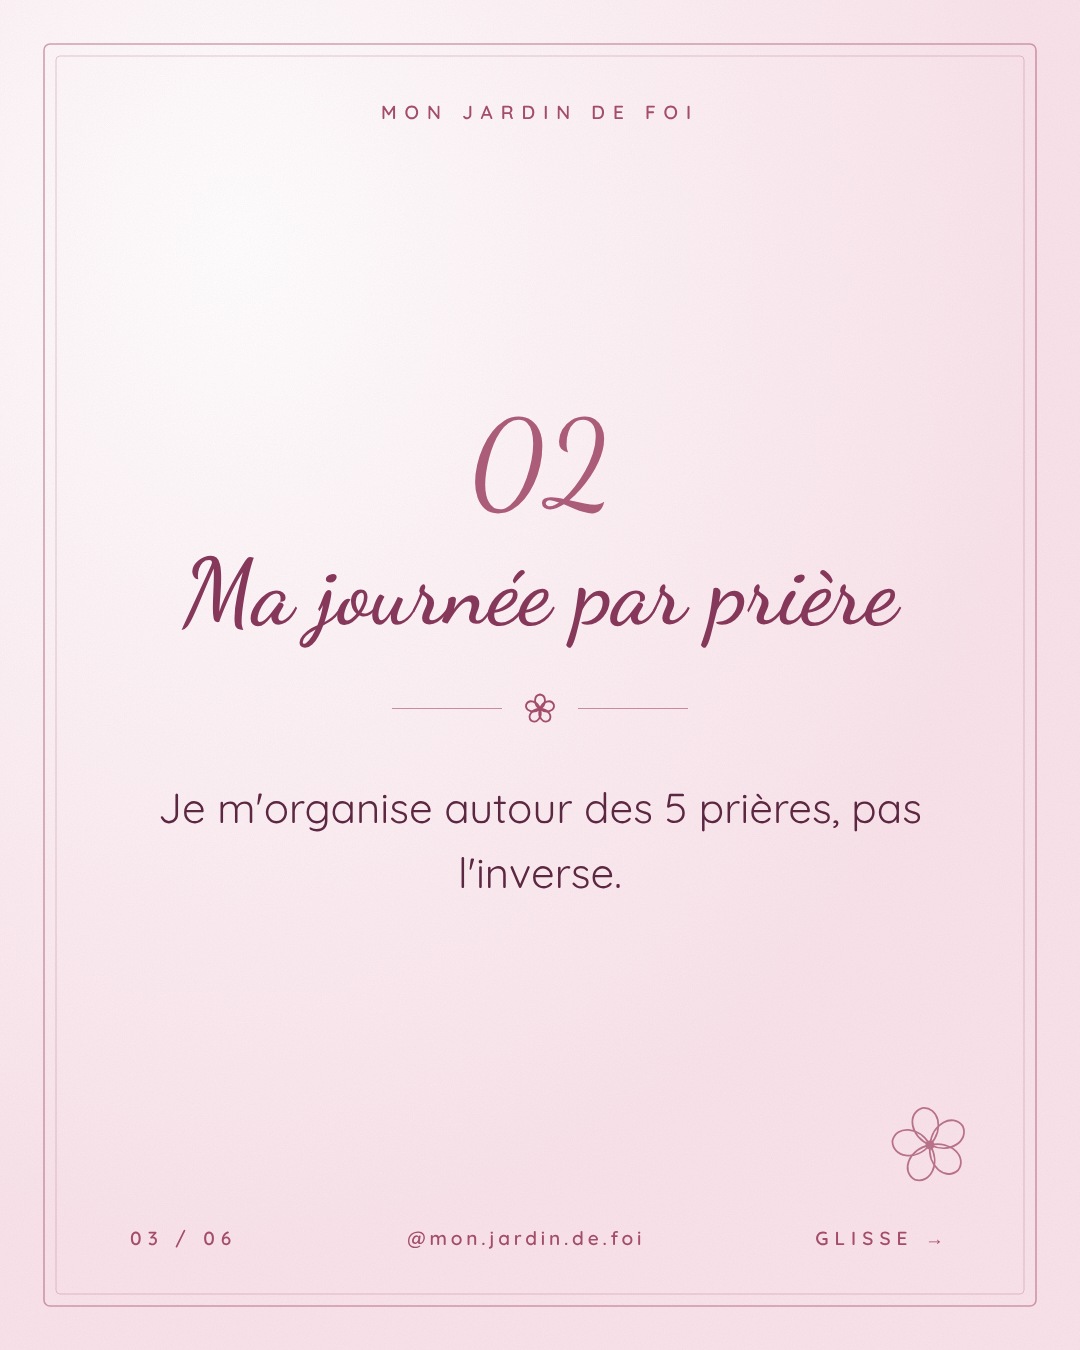 MON JARDIN DE FOI
02
Ma journée par prière
Je m'organise autour des 5 prières, pas
l'inverse.
03 / 06
@mon.jardin.de.foi
GLISSE →